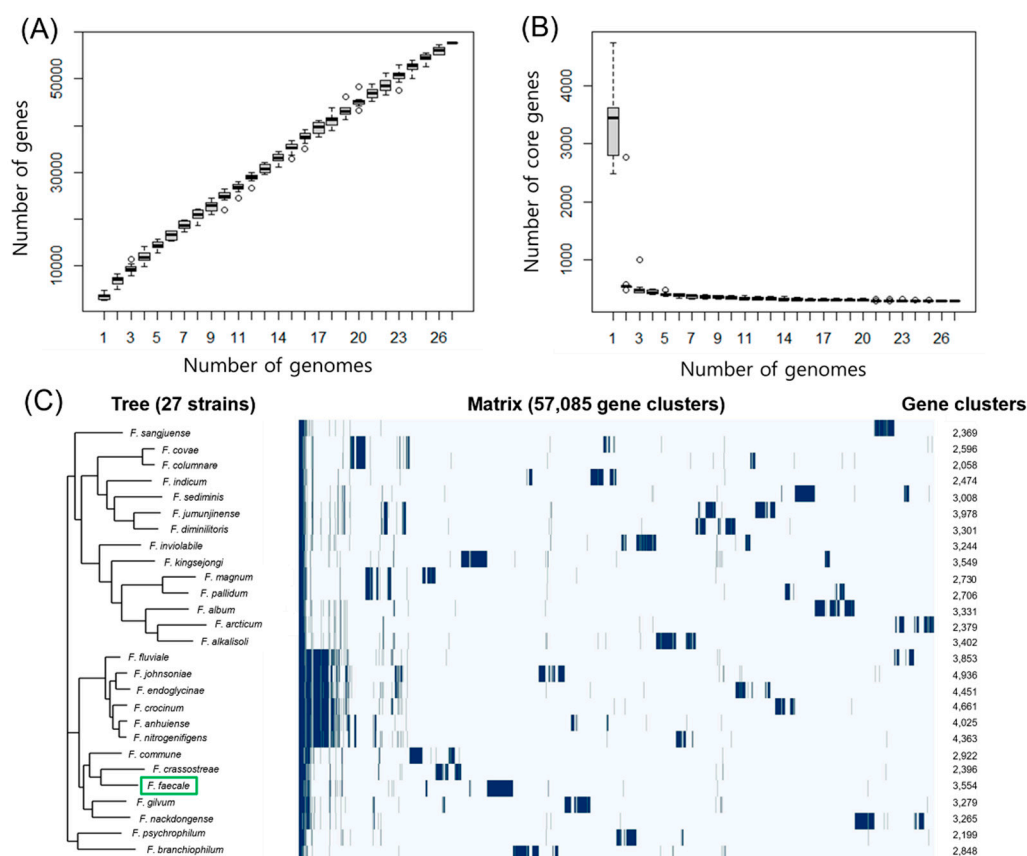 (A)
Number of genes
50000
30000
10000
1 3 5 7 9 11 14 17 20 23 26
Number of genomes
(B)
Number of core genes
4000
3000
2000
1000
1 3 5 7 9 11 14 17 20 23 26
Number of genomes
(C)
Tree (27 strains) Matrix (57,085 gene clusters) Gene clusters
F. sangjuense 2,369
F. covae 2,596
F. columnare 2,058
F. indicum 2,474
F. sediminis 3,008
F. jumunjinense 3,978
F. diminilitoris 3,301
F. inviolabile 3,244
F. kingsejongi 3,549
F. magnum 2,730
F. pallidum 2,706
F. album 3,331
F. arcticum 2,379
F. alkalisoli 3,402
F. fluviale 3,853
F. johnsoniae 4,936
F. endoglycinae 4,451
F. crocinum 4,661
F. anhuiense 4,025
F. nitrogenifigens 4,363
F. commune 2,922
F. crassostreae 2,396
F. faecale 3,554
F. gilvum 3,279
F. nackdongense 3,265
F. psychrophilum 2,199
F. branchiophilum 2,848